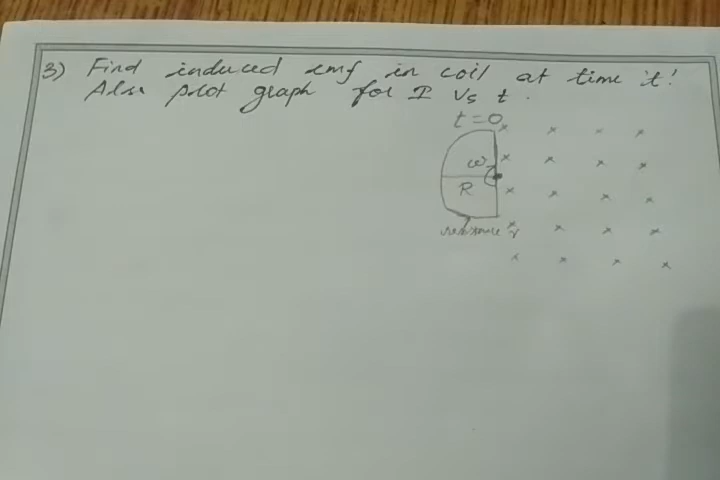 3) Find induced emf in coil at time 't'
Also plot graph for I Vs t.
t=0
ω
R
resistance r